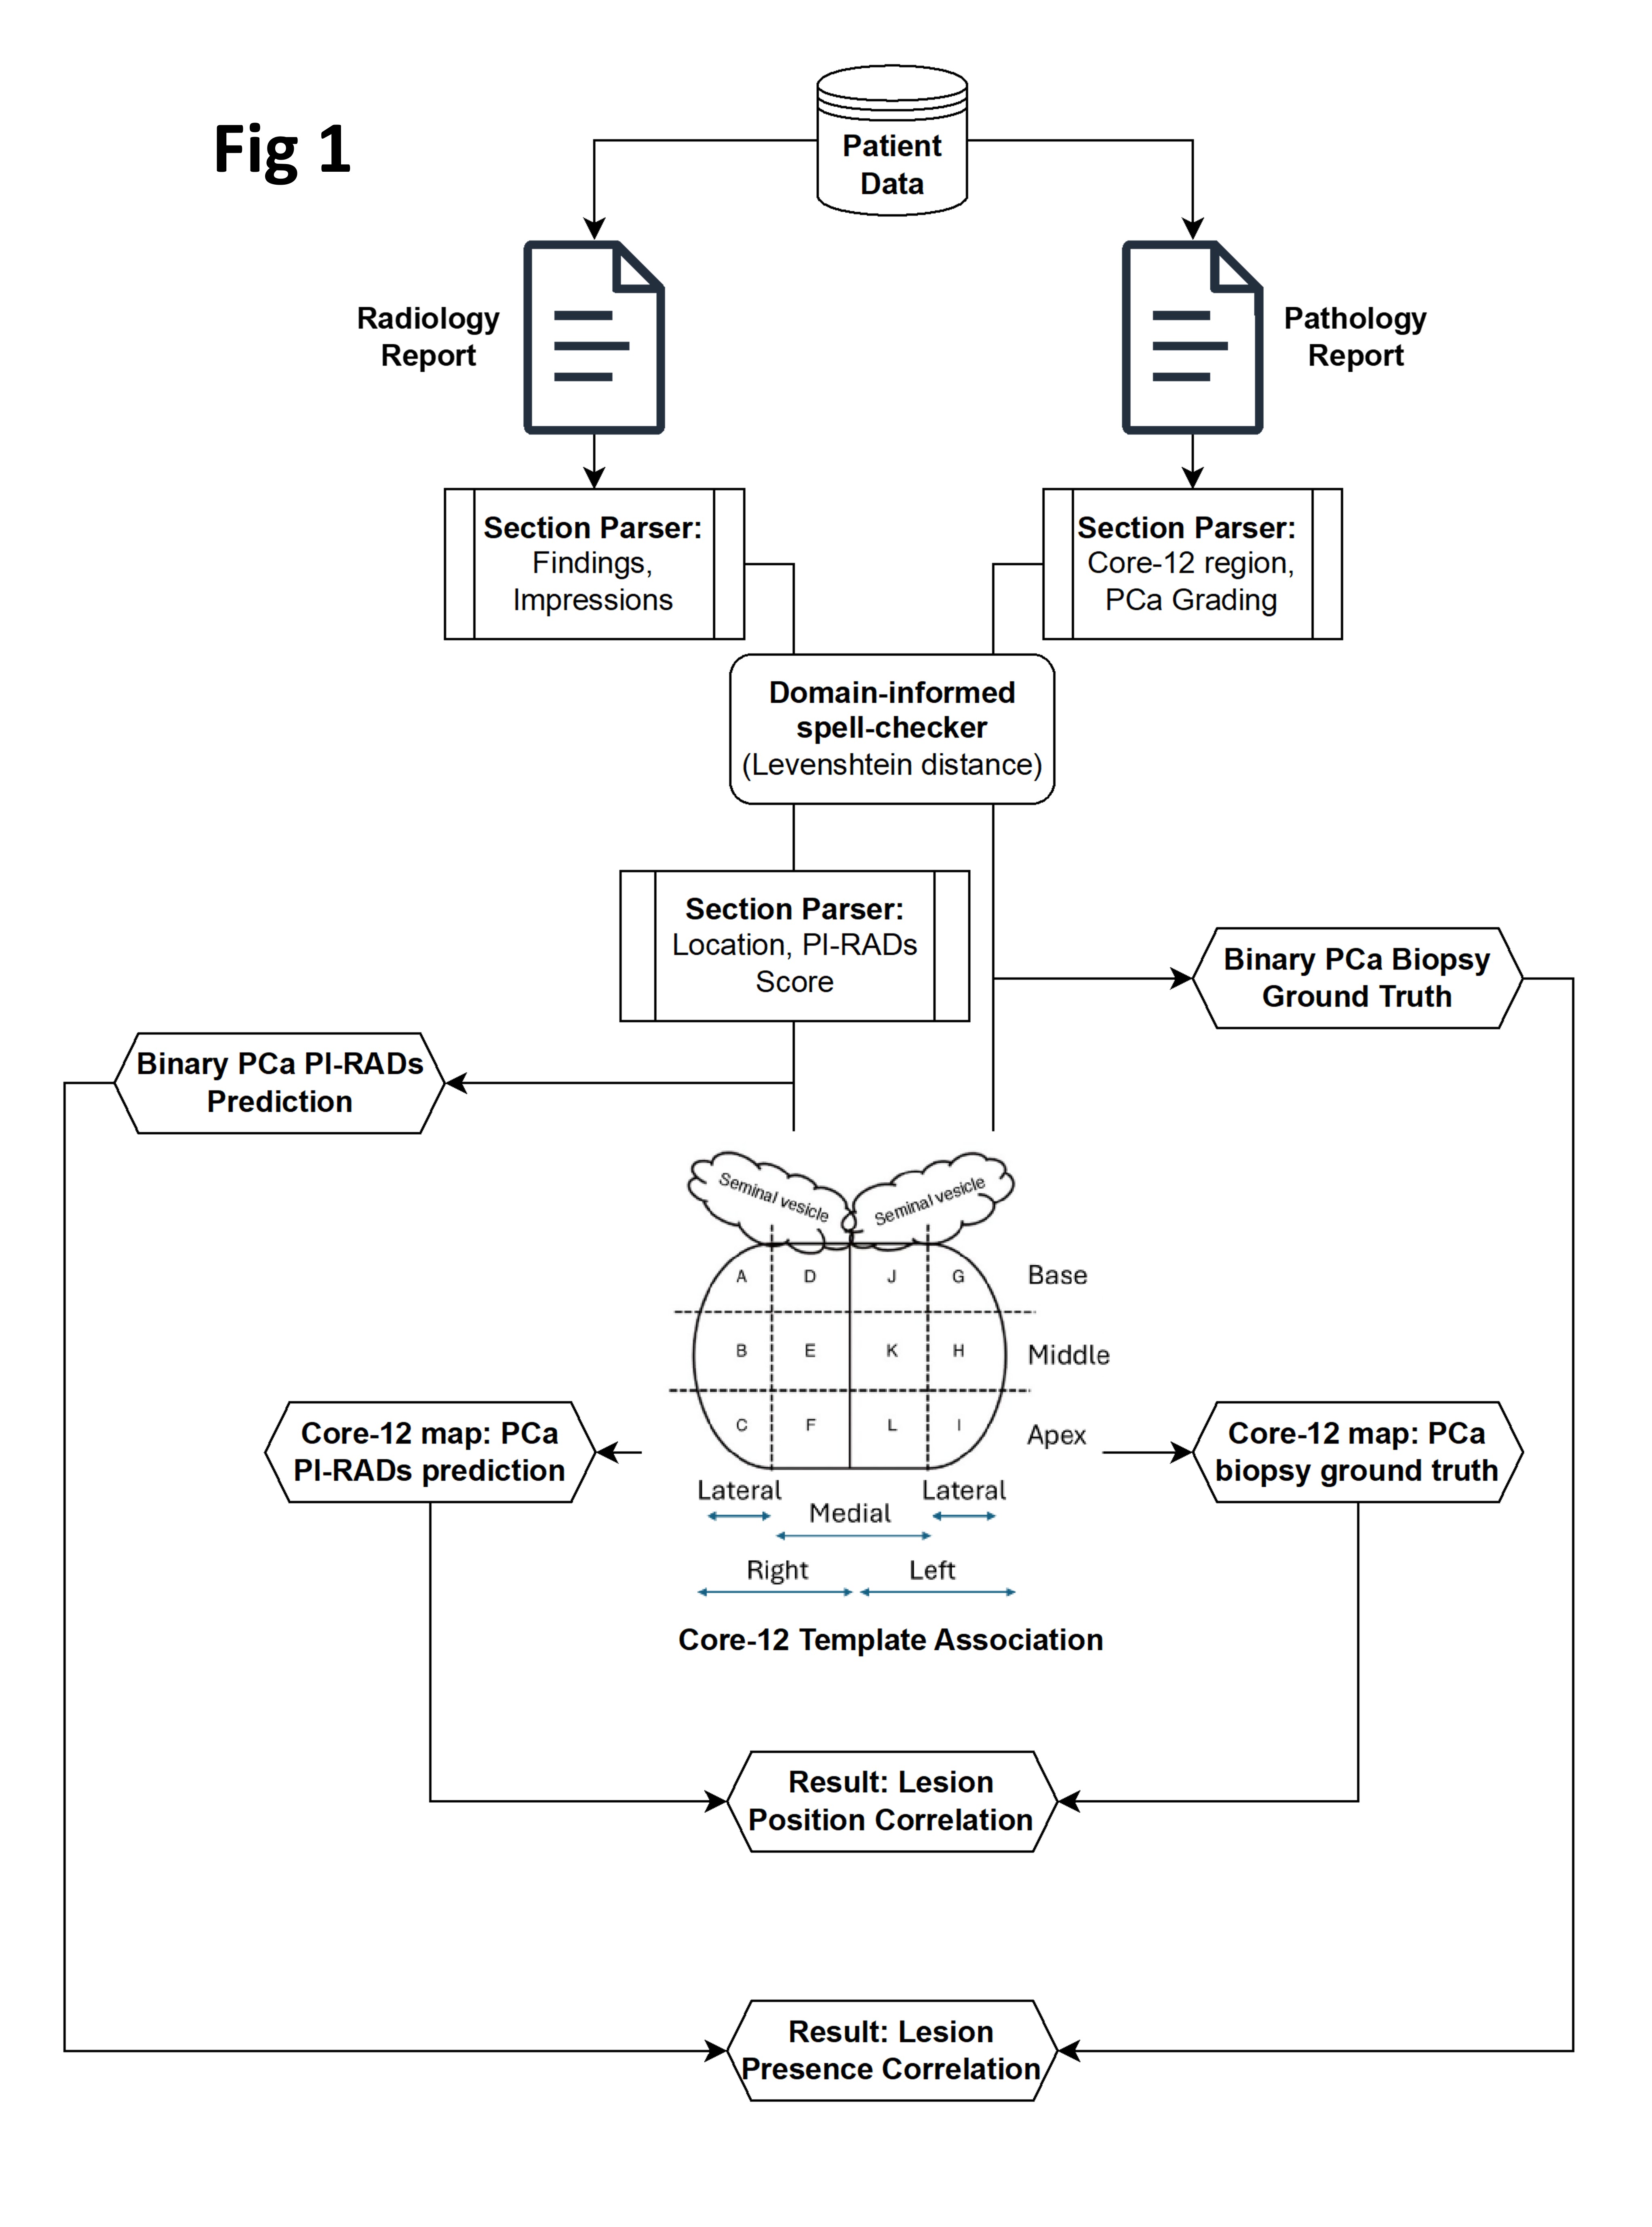 Fig 1
Patient
Data
Radiology
Report
Pathology
Report
Section Parser:
Findings,
Impressions
Section Parser:
Core-12 region,
PCa Grading
Domain-informed
spell-checker
(Levenshtein distance)
Section Parser:
Location, PI-RADs
Score
Binary PCa Biopsy
Ground Truth
Binary PCa PI-RADs
Prediction
Seminal vesicle
Seminal vesicle
A D J G Base
B E K H Middle
C F L I Apex
Core-12 map: PCa
PI-RADs prediction
Core-12 map: PCa
biopsy ground truth
Lateral Lateral
Medial
Right Left
Core-12 Template Association
Result: Lesion
Position Correlation
Result: Lesion
Presence Correlation